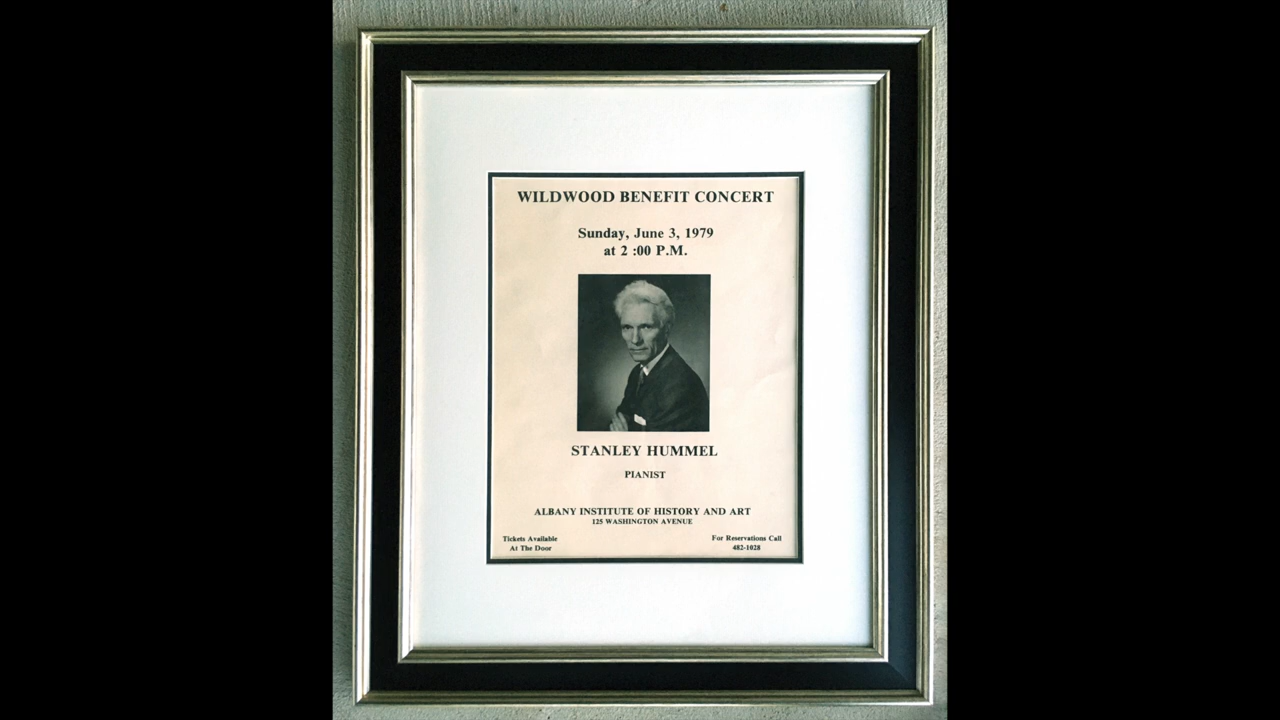 WILDWOOD BENEFIT CONCERT
Sunday, June 3, 1979
at 2 :00 P.M.
STANLEY HUMMEL
PIANIST
ALBANY INSTITUTE OF HISTORY AND ART
125 WASHINGTON AVENUE
Tickets Available
At The Door
For Reservations Call
482-1028